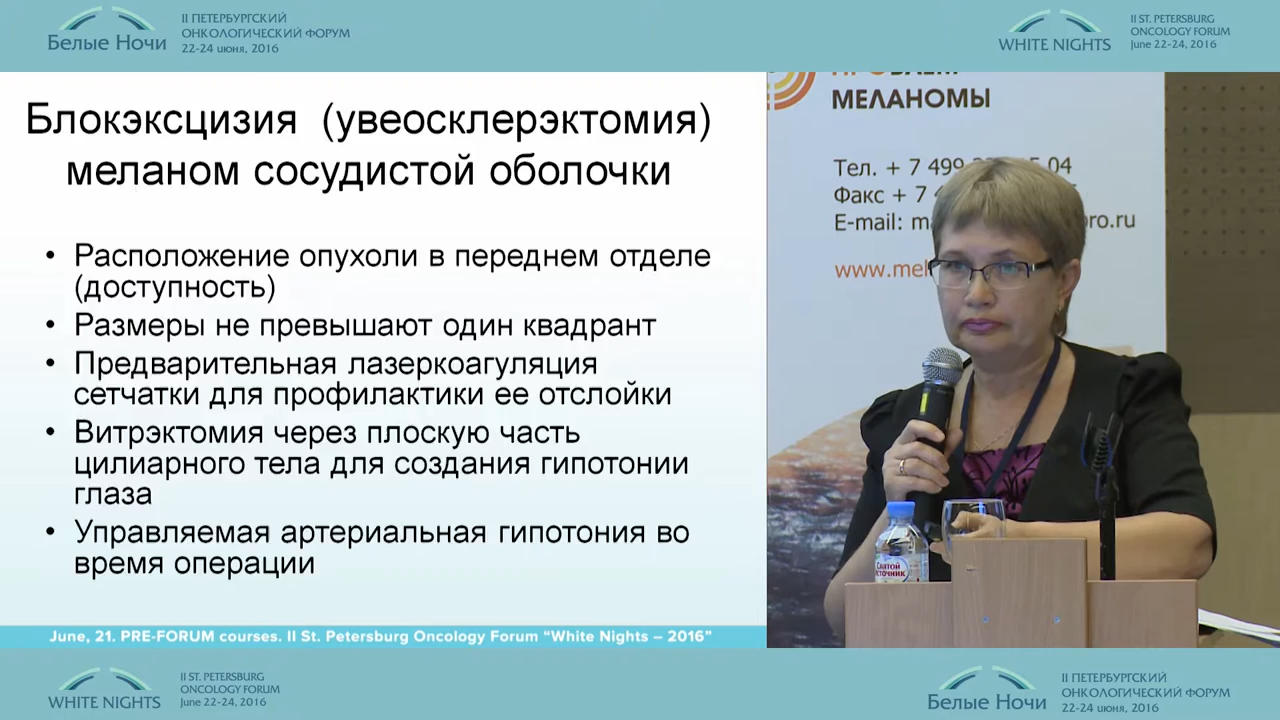 Белые Ночи
II ПЕТЕРБУРГСКИЙ
ОНКОЛОГИЧЕСКИЙ ФОРУМ
22-24 июня, 2016
WHITE NIGHTS
II ST. PETERSBURG
ONCOLOGY FORUM
June 22-24, 2016
Блокэксцизия (увеосклерэктомия)
меланом сосудистой оболочки
• Расположение опухоли в переднем отделе
(доступность)
• Размеры не превышают один квадрант
• Предварительная лазеркоагуляция
сетчатки для профилактики ее отслойки
• Витрэктомия через плоскую часть
цилиарного тела для создания гипотонии
глаза
• Управляемая артериальная гипотония во
время операции
МЕЛАНОМЫ
Тел. + 7 499
04
Факс + 7
E-mail:
pro.ru
www.
Святой
Источник
June, 21. PRE-FORUM courses. II St. Petersburg Oncology Forum “White Nights – 2016”
WHITE NIGHTS
II ST. PETERSBURG
ONCOLOGY FORUM
June 22-24, 2016
Белые Ночи
II ПЕТЕРБУРГСКИЙ
ОНКОЛОГИЧЕСКИЙ ФОРУМ
22-24 июня, 2016